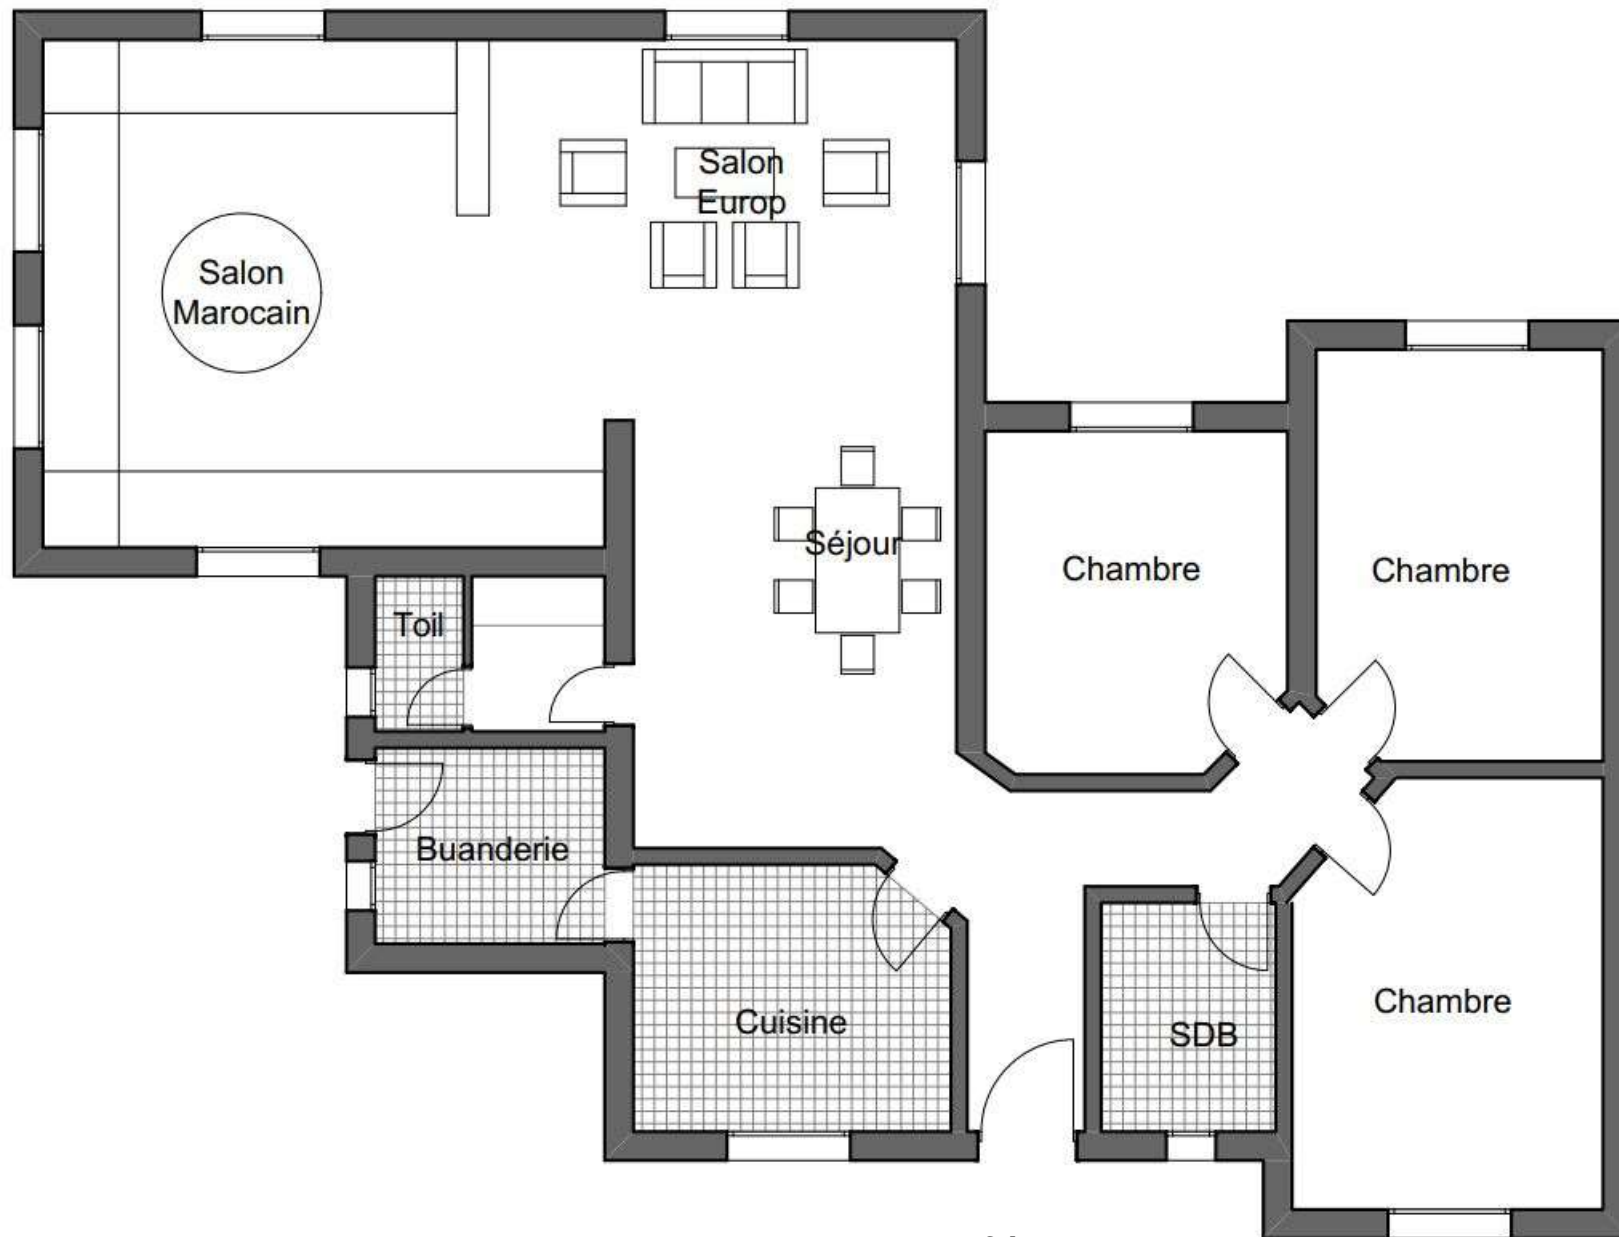 Salon
Europ
Salon
Marocain
Séjour
Chambre
Chambre
Toil
Buanderie
Cuisine
SDB
Chambre